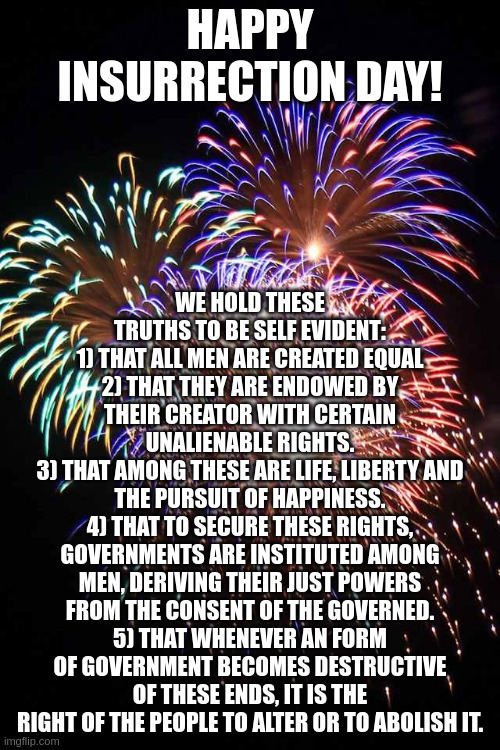 HAPPY
INSURRECTION DAY!
WE HOLD THESE
TRUTHS TO BE SELF EVIDENT:
1) THAT ALL MEN ARE CREATED EQUAL
2) THAT THEY ARE ENDOWED BY
THEIR CREATOR WITH CERTAIN
UNALIENABLE RIGHTS.
3) THAT AMONG THESE ARE LIFE, LIBERTY AND
THE PURSUIT OF HAPPINESS.
4) THAT TO SECURE THESE RIGHTS,
GOVERNMENTS ARE INSTITUTED AMONG
MEN, DERIVING THEIR JUST POWERS
FROM THE CONSENT OF THE GOVERNED.
5) THAT WHENEVER AN FORM
OF GOVERNMENT BECOMES DESTRUCTIVE
OF THESE ENDS, IT IS THE
RIGHT OF THE PEOPLE TO ALTER OR TO ABOLISH IT.
imgflip.com